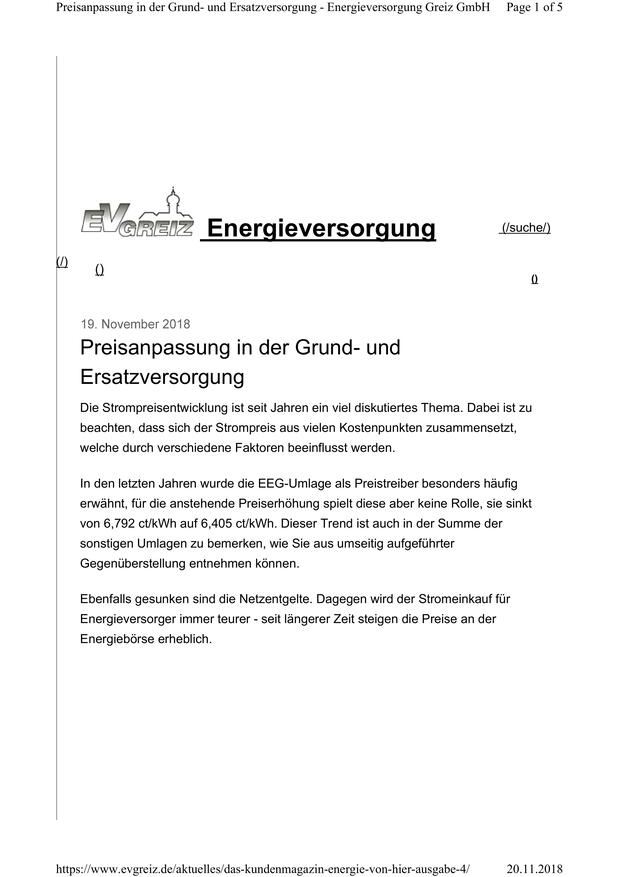 Preisanpassung in der Grund- und Ersatzversorgung - Energieversorgung Greiz GmbH Page 1 of 5
EVGREIZ Energieversorgung (/suche/)
(/) ()
()
19. November 2018
Preisanpassung in der Grund- und
Ersatzversorgung
Die Strompreisentwicklung ist seit Jahren ein viel diskutiertes Thema. Dabei ist zu
beachten, dass sich der Strompreis aus vielen Kostenpunkten zusammensetzt,
welche durch verschiedene Faktoren beeinflusst werden.
In den letzten Jahren wurde die EEG-Umlage als Preistreiber besonders häufig
erwähnt, für die anstehende Preiserhöhung spielt diese aber keine Rolle, sie sinkt
von 6,792 ct/kWh auf 6,405 ct/kWh. Dieser Trend ist auch in der Summe der
sonstigen Umlagen zu bemerken, wie Sie aus umseitig aufgeführter
Gegenüberstellung entnehmen können.
Ebenfalls gesunken sind die Netzentgelte. Dagegen wird der Stromeinkauf für
Energieversorger immer teurer - seit längerer Zeit steigen die Preise an der
Energiebörse erheblich.
https://www.evgreiz.de/aktuelles/das-kundenmagazin-energie-von-hier-ausgabe-4/ 20.11.2018